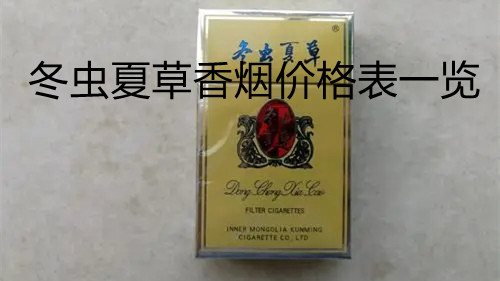 冬虫夏草
®
冬虫夏草香烟价格表一览
Dong Chong Xia Cao
FILTER CIGARETTES
INNER MONGOLIA KUNMING
CIGARETTE CO., LTD